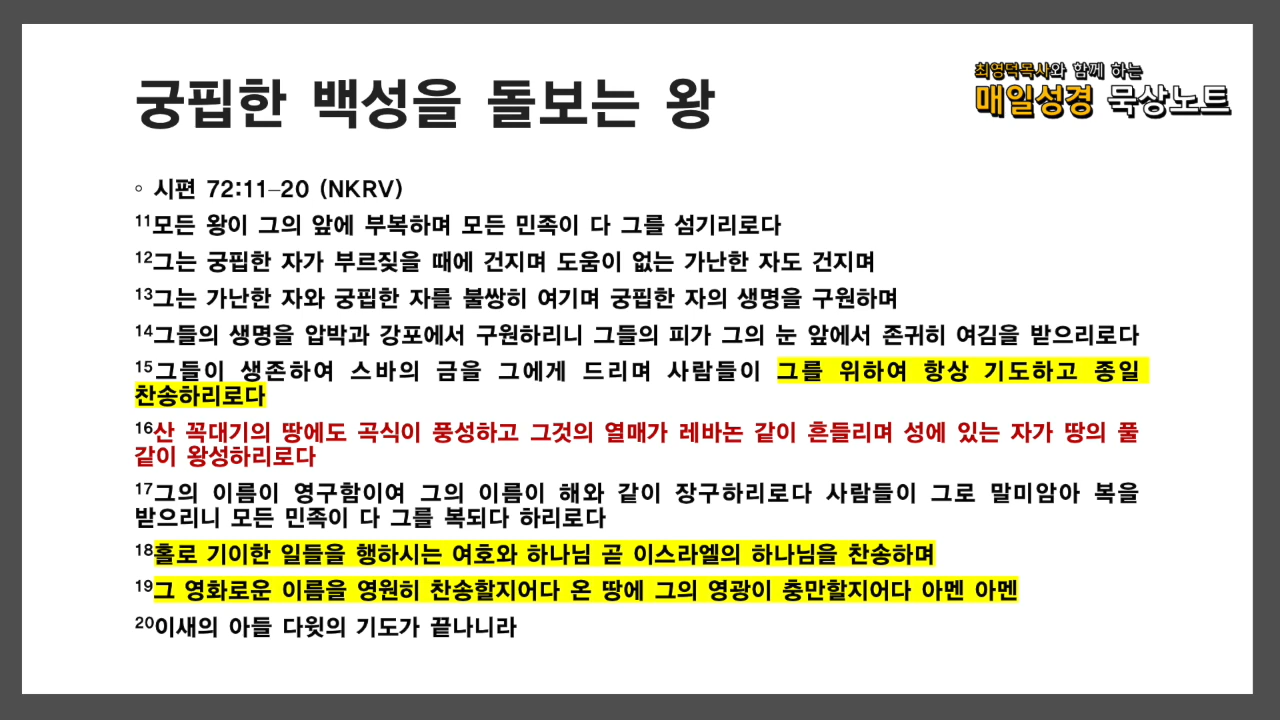 궁핍한 백성을 돌보는 왕
최영덕목사와 함께 하는
매일성경 묵상노트
◦ 시편 72:11–20 (NKRV)
11모든 왕이 그의 앞에 부복하며 모든 민족이 다 그를 섬기리로다
12그는 궁핍한 자가 부르짖을 때에 건지며 도움이 없는 가난한 자도 건지며
13그는 가난한 자와 궁핍한 자를 불쌍히 여기며 궁핍한 자의 생명을 구원하며
14그들의 생명을 압박과 강포에서 구원하리니 그들의 피가 그의 눈 앞에서 존귀히 여김을 받으리로다
15그들이 생존하여 스바의 금을 그에게 드리며 사람들이 그를 위하여 항상 기도하고 종일
찬송하리로다
16산 꼭대기의 땅에도 곡식이 풍성하고 그것의 열매가 레바논 같이 흔들리며 성에 있는 자가 땅의 풀
같이 왕성하리로다
17그의 이름이 영구함이여 그의 이름이 해와 같이 장구하리로다 사람들이 그로 말미암아 복을
받으리니 모든 민족이 다 그를 복되다 하리로다
18홀로 기이한 일들을 행하시는 여호와 하나님 곧 이스라엘의 하나님을 찬송하며
19그 영화로운 이름을 영원히 찬송할지어다 온 땅에 그의 영광이 충만할지어다 아멘 아멘
20이새의 아들 다윗의 기도가 끝나니라